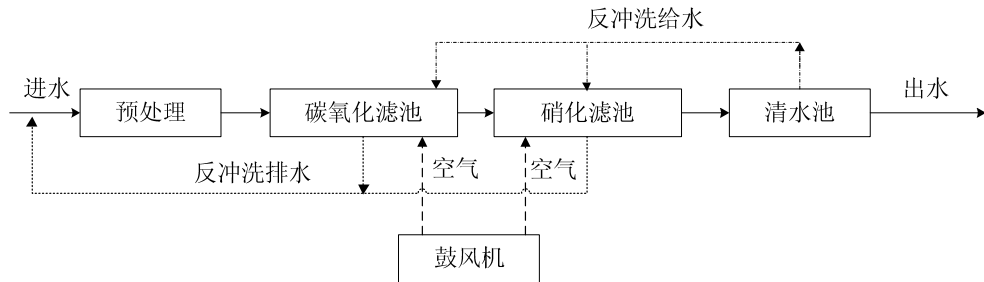 反冲洗给水
进水
预处理
碳氧化滤池
硝化滤池
清水池
出水
反冲洗排水
空气
空气
鼓风机